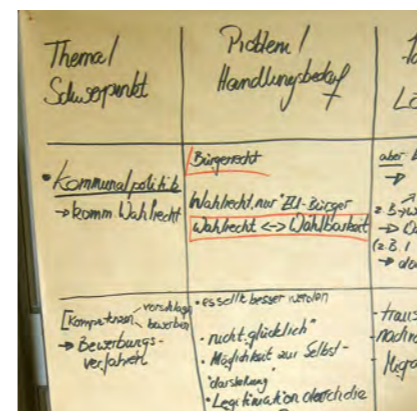 Thema/
Schwerpunkt
Problem/
Handlungsbedarf
• Kommunalpolitik
→ komm. Wahlrecht
Bürgerrecht
Wahlrecht nur "EU-Bürger
Wahlrecht <-> Wählbarkeit
aber
z.B.
(z.B.
[Kompetenzen vorschlagen
bewerben
→ Bewerbungs-
verfahren
• es sollte besser werden
• nicht "glücklich"
• Möglichkeit zur Selbst-
"darstellung"
• Legitimation durch die